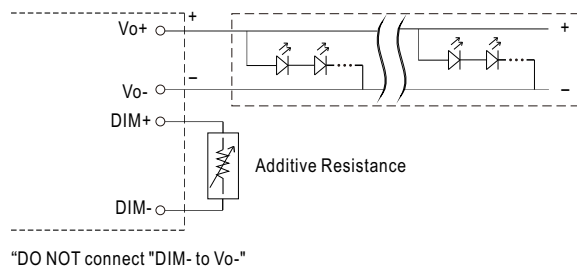 Vo+
+
+
Vo-
−
−
DIM+
Additive Resistance
DIM-
“DO NOT connect "DIM- to Vo-"